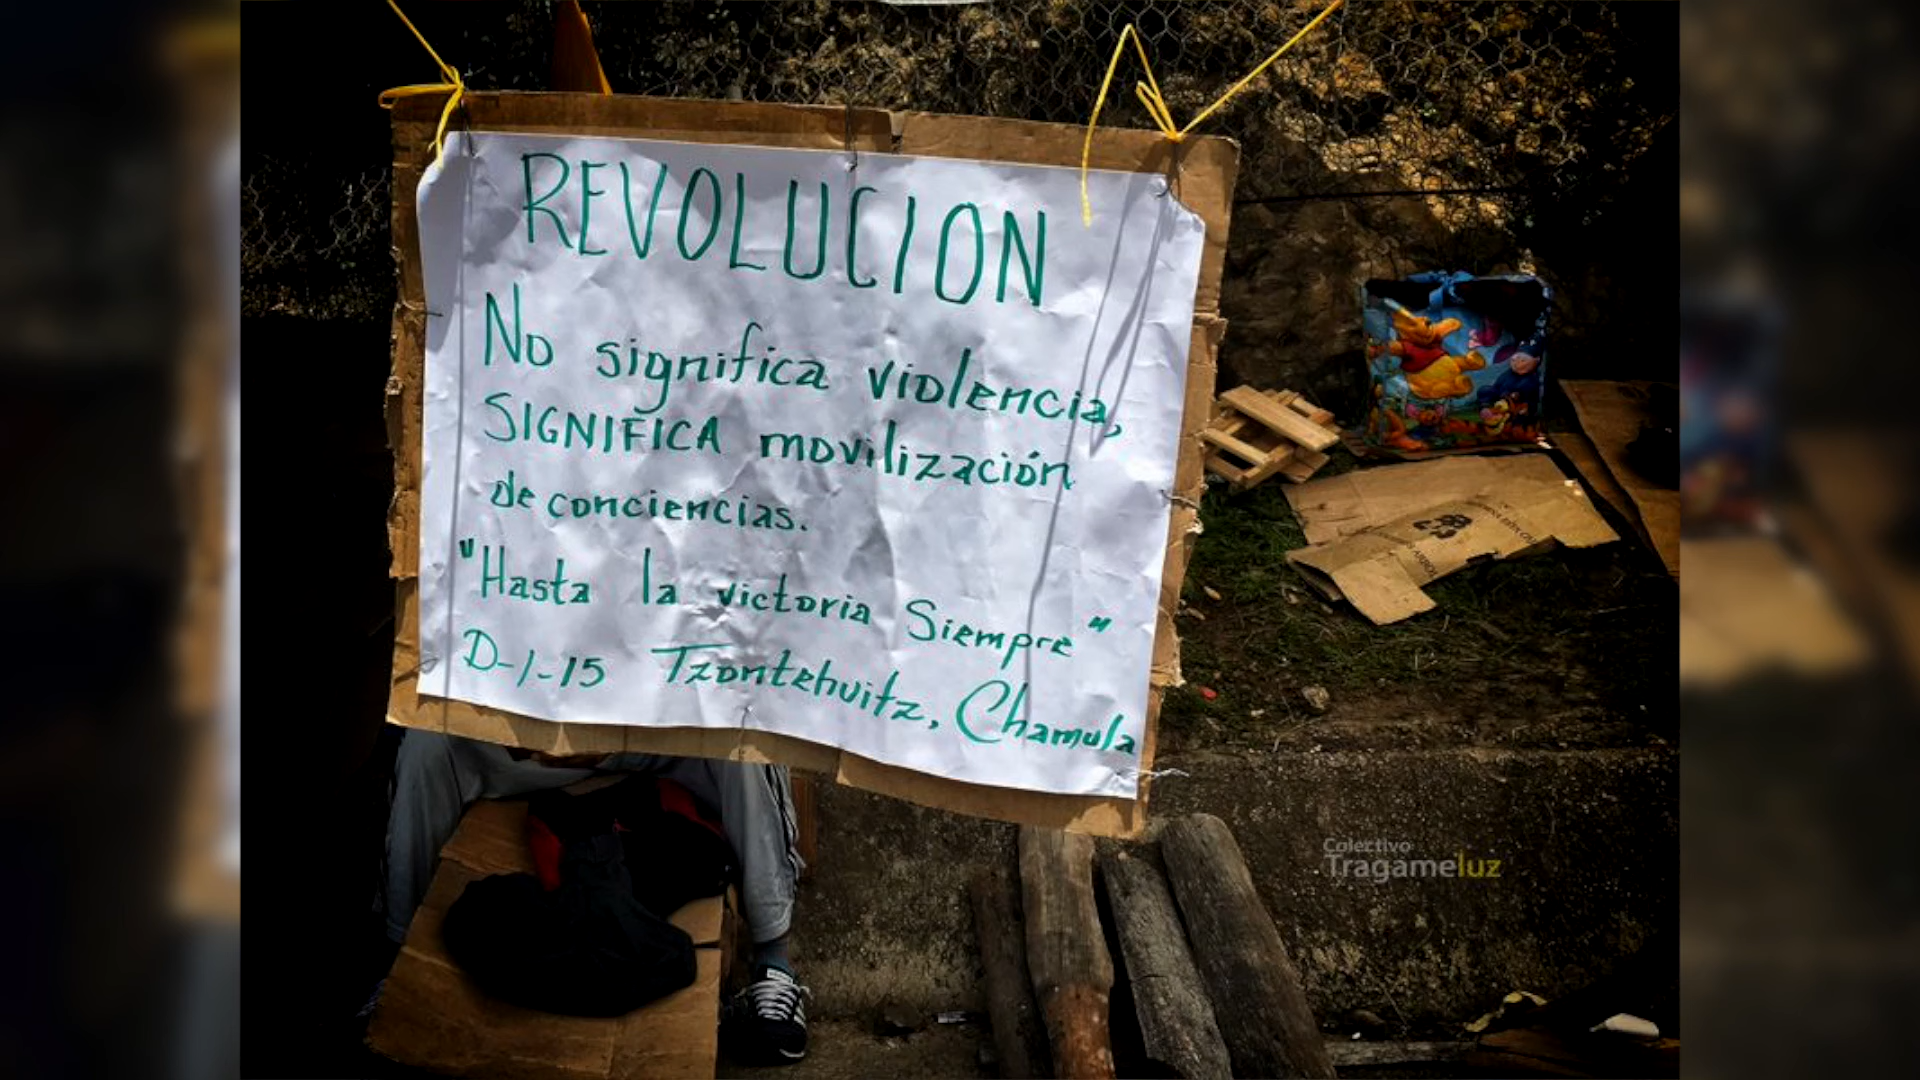 REVOLUCION
No significa violencia,
SIGNIFICA movilización
de conciencias.
"Hasta la victoria Siempre"
D-1-15 Tzontehuitz, Chamula
Colectivo
Tragameluz